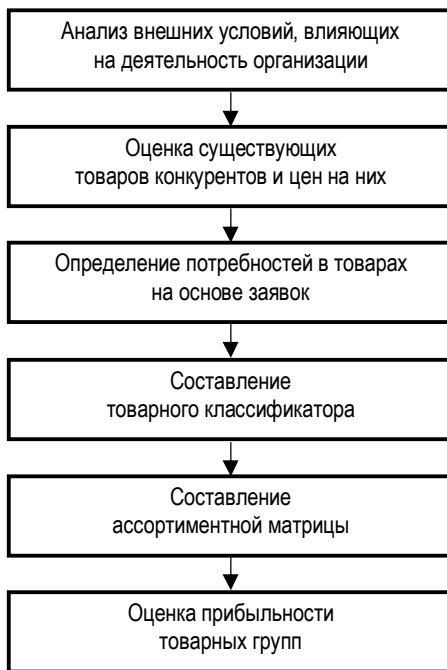 Анализ внешних условий, влияющих
на деятельность организации
Оценка существующих
товаров конкурентов и цен на них
Определение потребностей в товарах
на основе заявок
Составление
товарного классификатора
Составление
ассортиментной матрицы
Оценка прибыльности
товарных групп